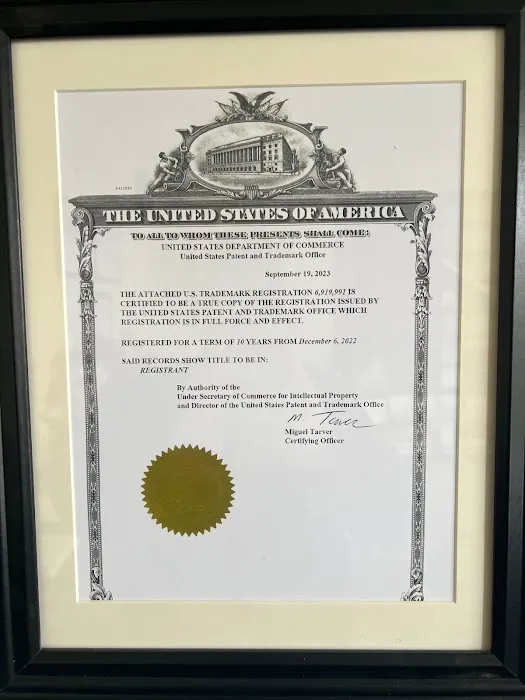 THE UNITED STATES OF AMERICA
TO ALL TO WHOM THESE PRESENTS SHALL COME:
UNITED STATES DEPARTMENT OF COMMERCE
United States Patent and Trademark Office
September 19, 2023
THE ATTACHED U.S. TRADEMARK REGISTRATION 6,919,991 IS
CERTIFIED TO BE A TRUE COPY OF THE REGISTRATION ISSUED BY
THE UNITED STATES PATENT AND TRADEMARK OFFICE WHICH
REGISTRATION IS IN FULL FORCE AND EFFECT.
REGISTERED FOR A TERM OF 10 YEARS FROM December 6, 2022
SAID RECORDS SHOW TITLE TO BE IN:
REGISTRANT
By Authority of the
Under Secretary of Commerce for Intellectual Property
and Director of the United States Patent and Trademark Office
M. Tarver
Miguel Tarver
Certifying Officer